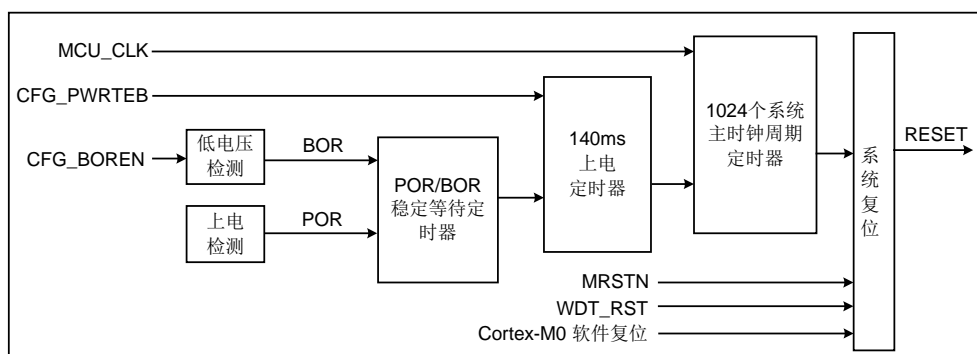 MCU_CLK
CFG_PWRTEB
CFG_BOREN
低电压
检测
BOR
上电
检测
POR
POR/BOR
稳定等待定
时器
140ms
上电
定时器
1024个系统
主时钟周期
定时器
系
统
复
位
RESET
MRSTN
WDT_RST
Cortex-M0 软件复位